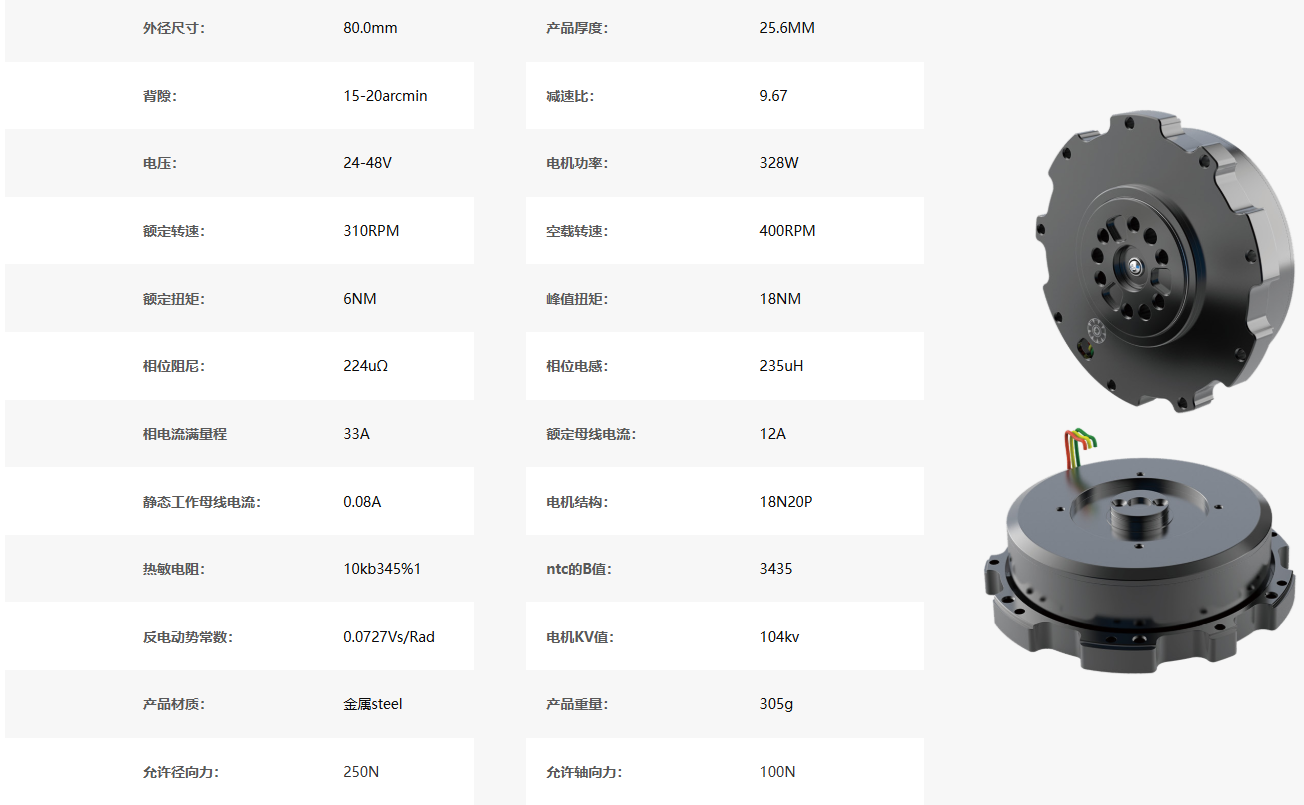 外径尺寸： 80.0mm 产品厚度： 25.6MM
背隙： 15-20arcmin 减速比： 9.67
电压： 24-48V 电机功率： 328W
额定转速： 310RPM 空载转速： 400RPM
额定扭矩： 6NM 峰值扭矩： 18NM
相位阻尼： 224uΩ 相位电感： 235uH
相电流满量程 33A 额定母线电流： 12A
静态工作母线电流： 0.08A 电机结构： 18N20P
热敏电阻： 10kb345%1 ntc的B值： 3435
反电动势常数： 0.0727Vs/Rad 电机KV值： 104kv
产品材质： 金属steel 产品重量： 305g
允许径向力： 250N 允许轴向力： 100N